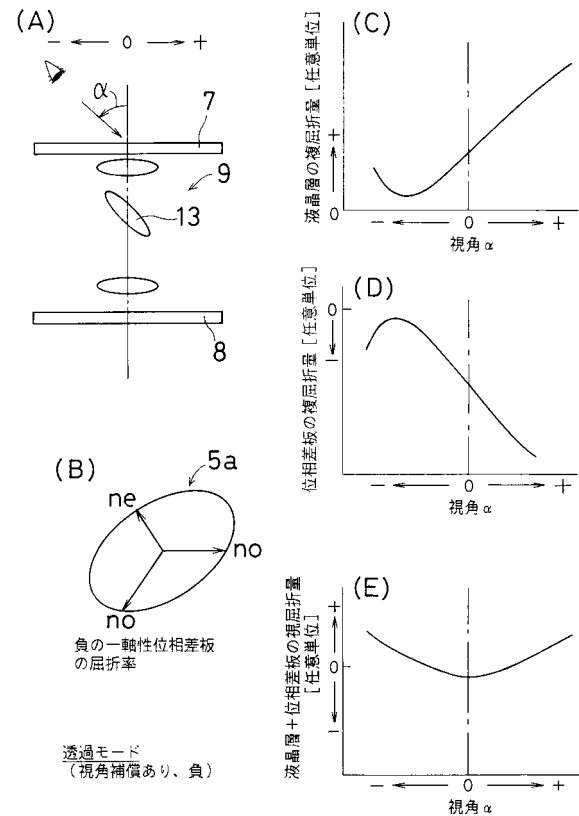 (A)
- ← 0 → +
α
7
9
13
8
(B)
5a
ne
no
no
負の一軸性位相差板
の屈折率
透過モード
(視角補償あり、負)
(C)
液晶層の複屈折量 [任意単位]
+
0
- ← 0 → +
視角α
(D)
位相差板の複屈折量 [任意単位]
0
-
- ← 0 → +
視角α
(E)
液晶層+位相差板の視屈折量
[任意単位]
+
0
-
- ← 0 → +
視角α